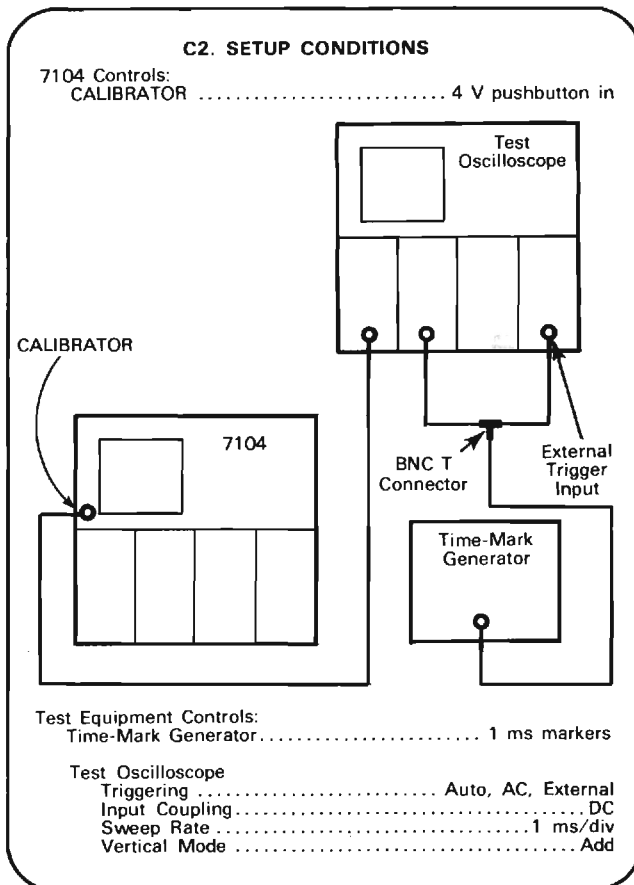 C2. SETUP CONDITIONS
7104 Controls:
CALIBRATOR .......................... 4 V pushbutton in
Test
Oscilloscope
CALIBRATOR
7104
BNC T
Connector
External
Trigger
Input
Time-Mark
Generator
Test Equipment Controls:
Time-Mark Generator........................ 1 ms markers
Test Oscilloscope
Triggering ....................... Auto, AC, External
Input Coupling.....................................DC
Sweep Rate ................................1 ms/div
Vertical Mode ................................... Add